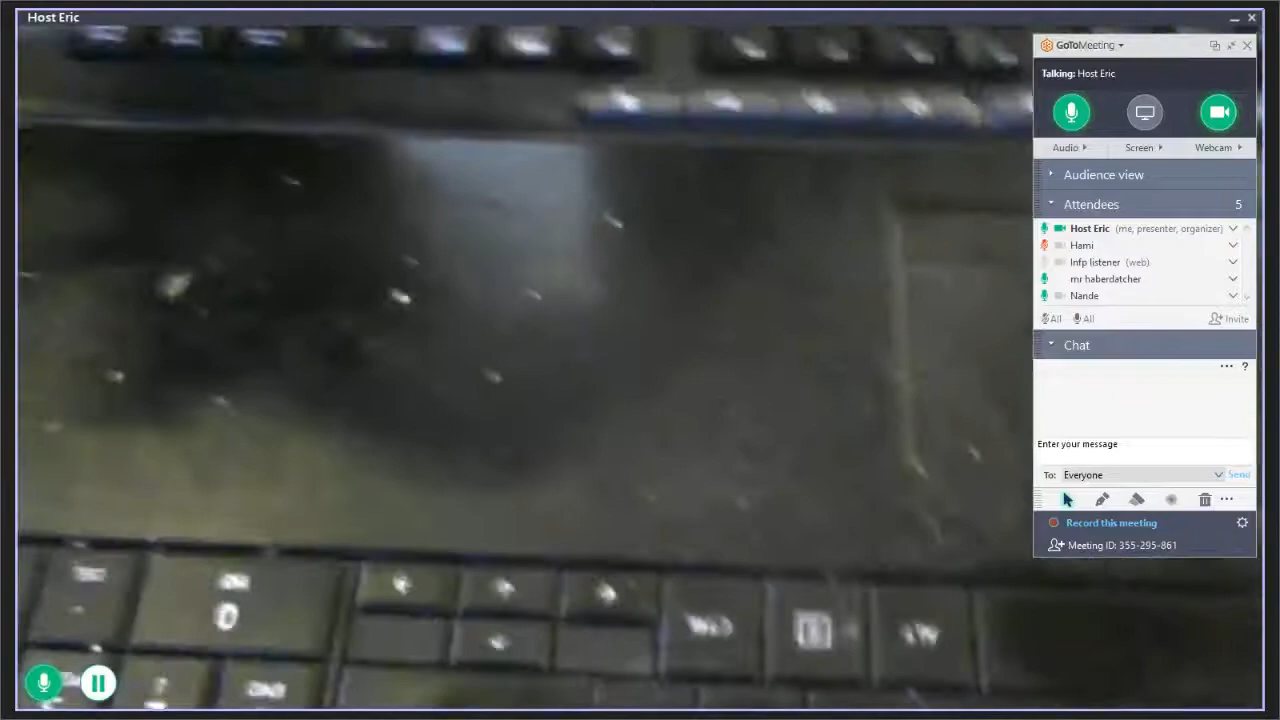 Host Eric
GoToMeeting
Talking: Host Eric
Audio
Screen
Webcam
Audience view
Attendees 5
Host Eric (me, presenter, organizer)
Hami
Infp listener (web)
mr haberdatcher
Nande
All
All
Invite
Chat
... ?
Enter your message
To: Everyone
Send
...
Record this meeting
Meeting ID: 355-295-861